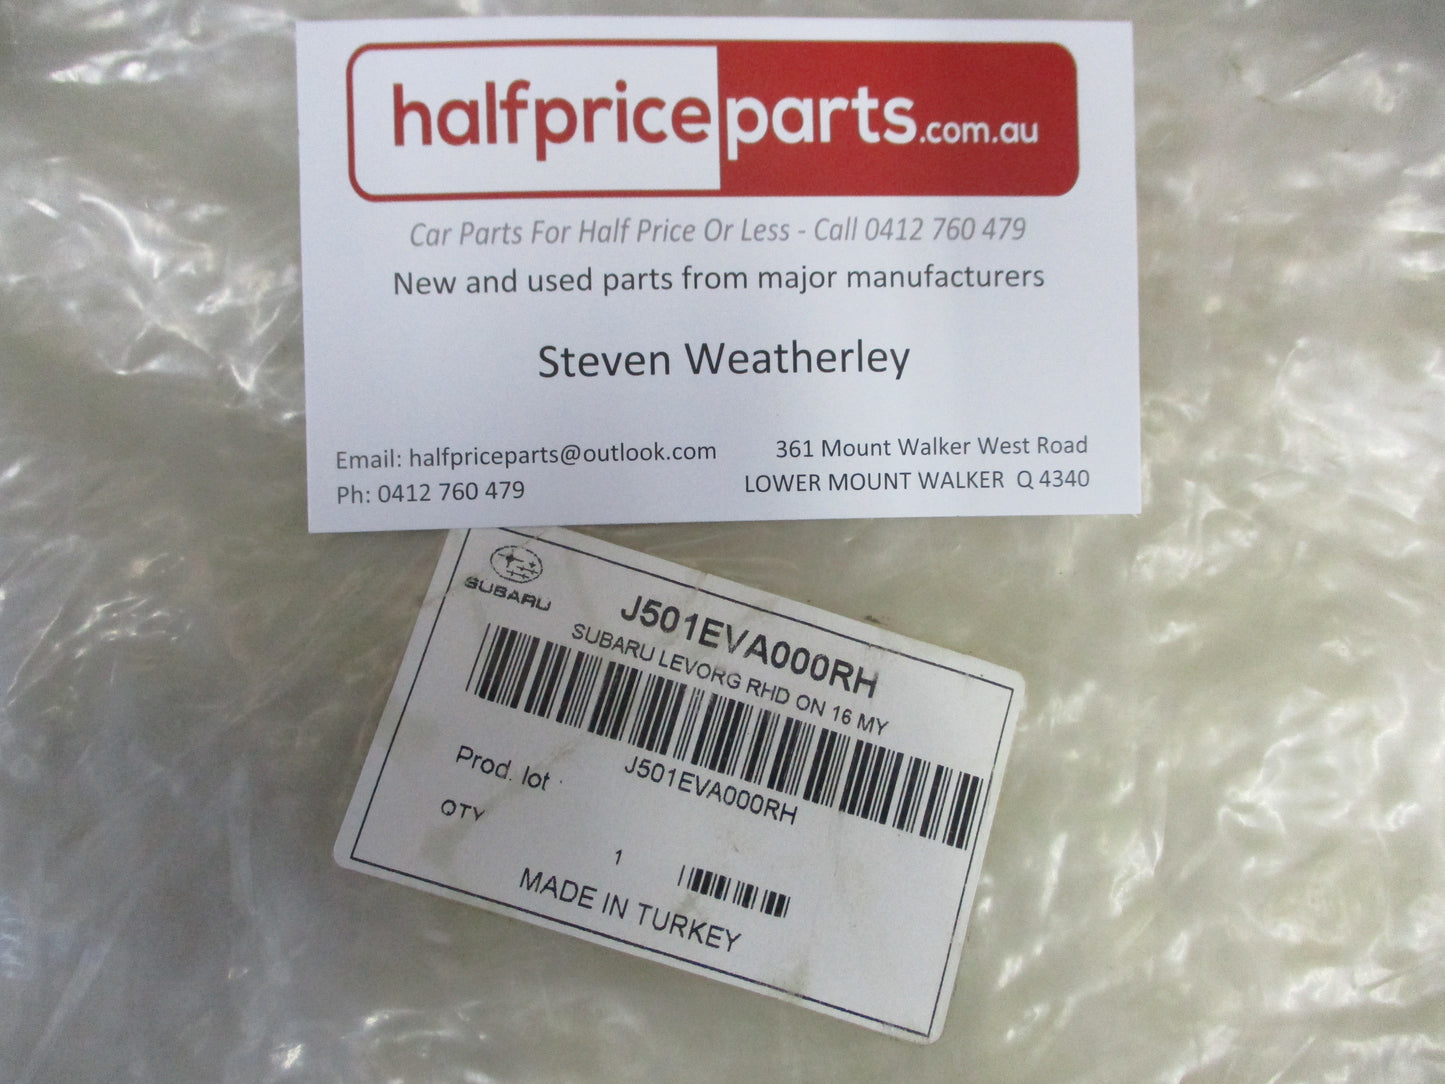 halfpriceparts.com.au
Car Parts For Half Price Or Less - Call 0412 760 479
New and used parts from major manufacturers
Steven Weatherley
Email: halfpriceparts@outlook.com
Ph: 0412 760 479
361 Mount Walker West Road
LOWER MOUNT WALKER Q 4340
SUBARU
J501EVA000RH
SUBARU LEVORG RHD ON 16 MY
J501EVA000RH
Prod. lot
QTY
1
MADE IN TURKEY